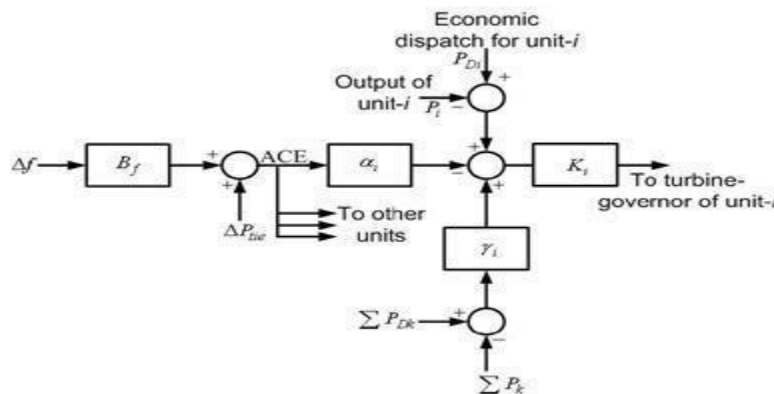 Economic
dispatch for unit-i
P_Di
+
Output of
unit-i
P_i
−
Δf
B_f
+
ACE
α_i
+
−
+
K_i
To turbine-
governor of unit-i
+
ΔP_tie
To other
units
γ_i
∑ P_Dk
+
−
∑ P_k